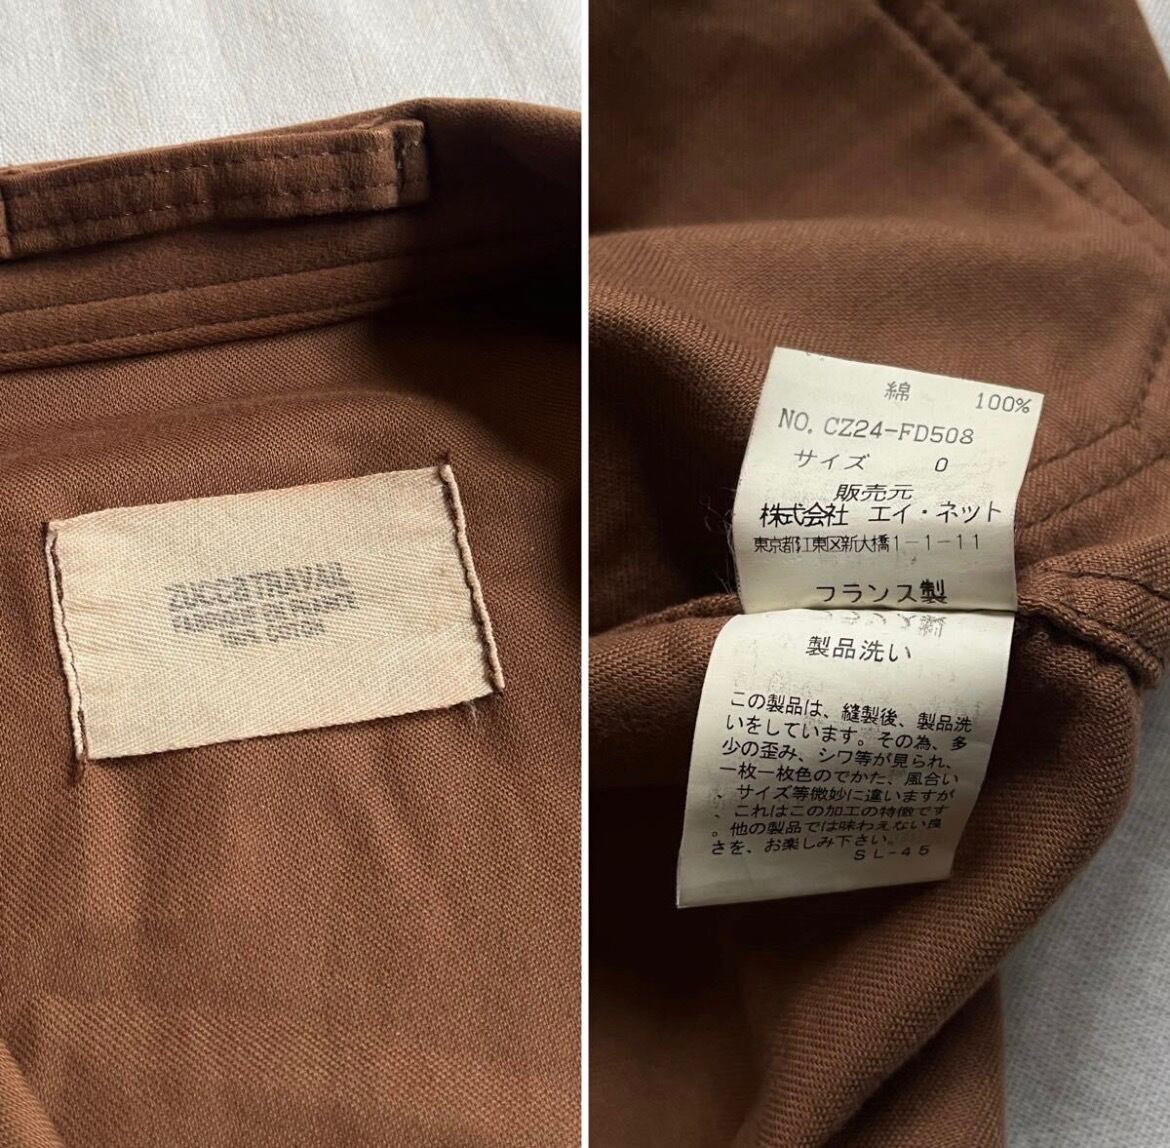 ZUCCA TRAVAIL
綿 100%
NO. CZ24-FD508
サイズ 0
販売元
株式会社 エイ・ネット
東京都江東区新大橋1-1-11
フランス製
製品洗い
この製品は、縫製後、製品洗
いをしています。その為、多
少の歪み、シワ等が見られ、
一枚一枚色のでかた、風合い
、サイズ等微妙に違いますが
、これはこの加工の特徴です
。他の製品では味わえない良
さを、お楽しみ下さい。
SL-45